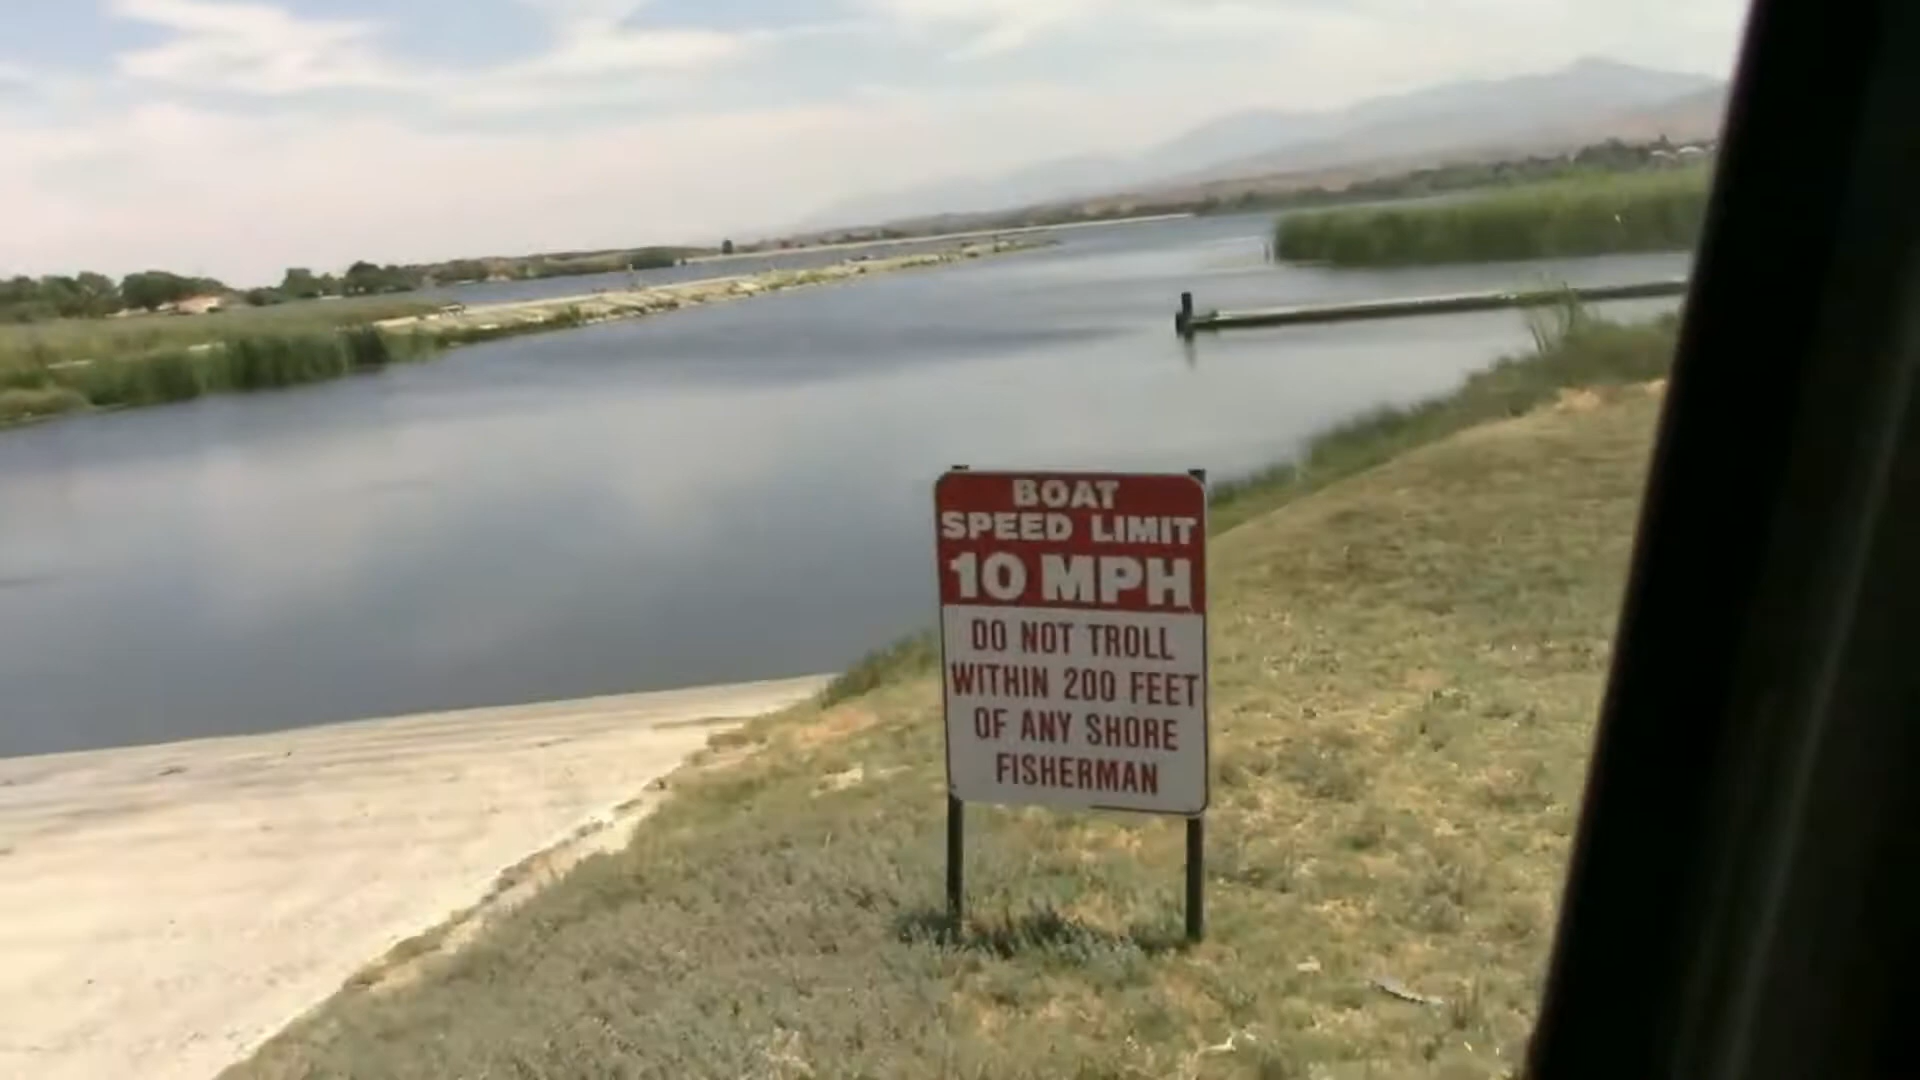 BOAT
SPEED LIMIT
10 MPH
DO NOT TROLL
WITHIN 200 FEET
OF ANY SHORE
FISHERMAN